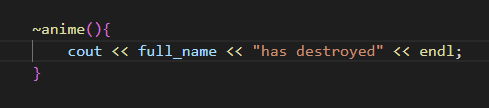 ~anime(){
cout << full_name << "has destroyed" << endl;
}